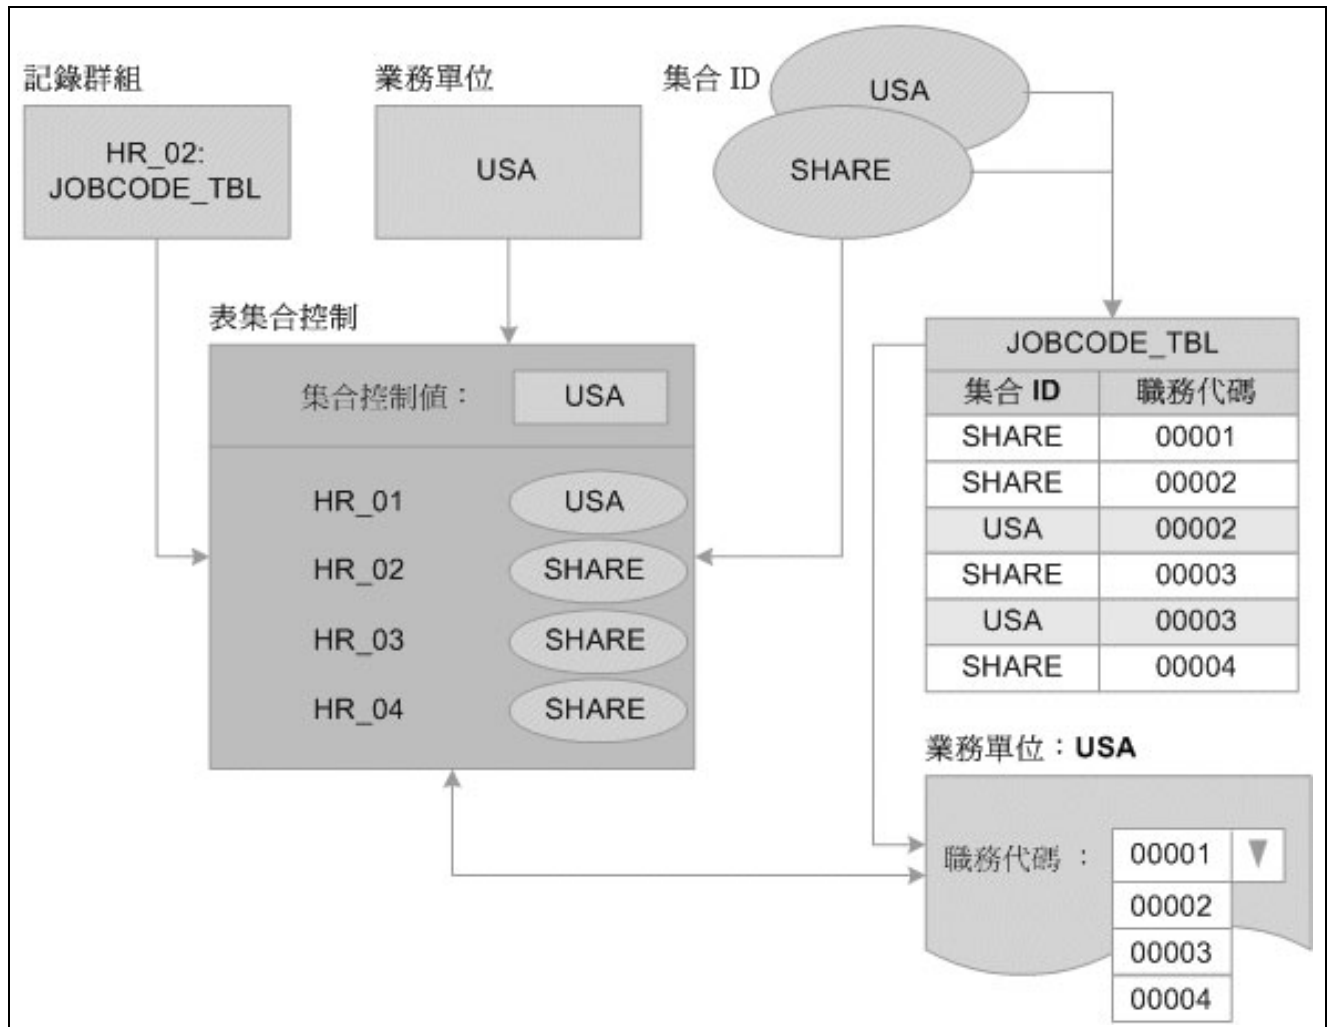 記錄群組
HR_02:
JOBCODE_TBL
業務單位
USA
集合 ID
USA
SHARE
表集合控制
集合控制值： USA
HR_01 USA
HR_02 SHARE
HR_03 SHARE
HR_04 SHARE
JOBCODE_TBL
集合 ID 職務代碼
SHARE 00001
SHARE 00002
USA 00002
SHARE 00003
USA 00003
SHARE 00004
業務單位：USA
職務代碼 ： 00001
00002
00003
00004